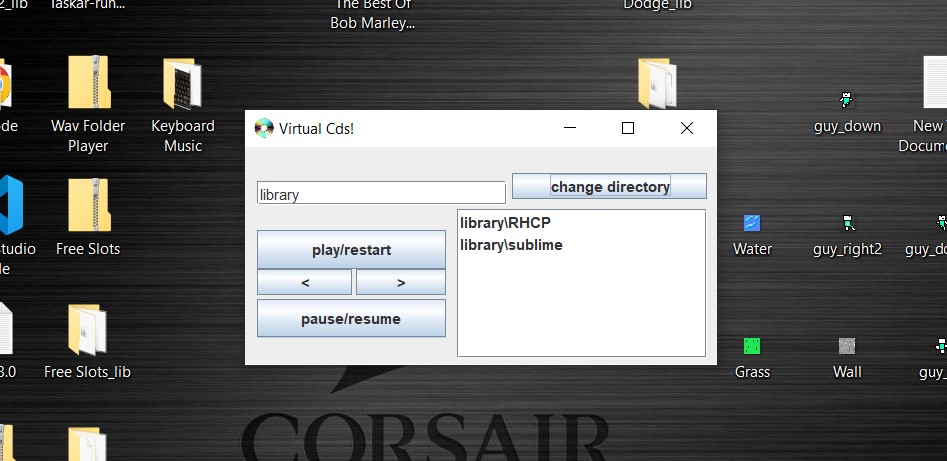 2_lib
Taskar-run...
The Best Of
Bob Marley...
Dodge_lib
ode
Wav Folder
Player
Keyboard
Music
guy_down
New
Docum
Virtual Cds!
library
change directory
library\RHCP
library\sublime
play/restart
<
>
pause/resume
studio
le
Free Slots
Water
guy_right2
guy_do
3.0
Free Slots_lib
Grass
Wall
guy_
CORSAIR